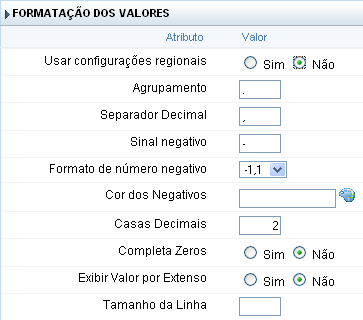 FORMATAÇÃO DOS VALORES
Atributo Valor
Usar configurações regionais Sim Não
Agrupamento .
Separador Decimal ,
Sinal negativo -
Formato de número negativo -1,1
Cor dos Negativos
Casas Decimais 2
Completa Zeros Sim Não
Exibir Valor por Extenso Sim Não
Tamanho da Linha